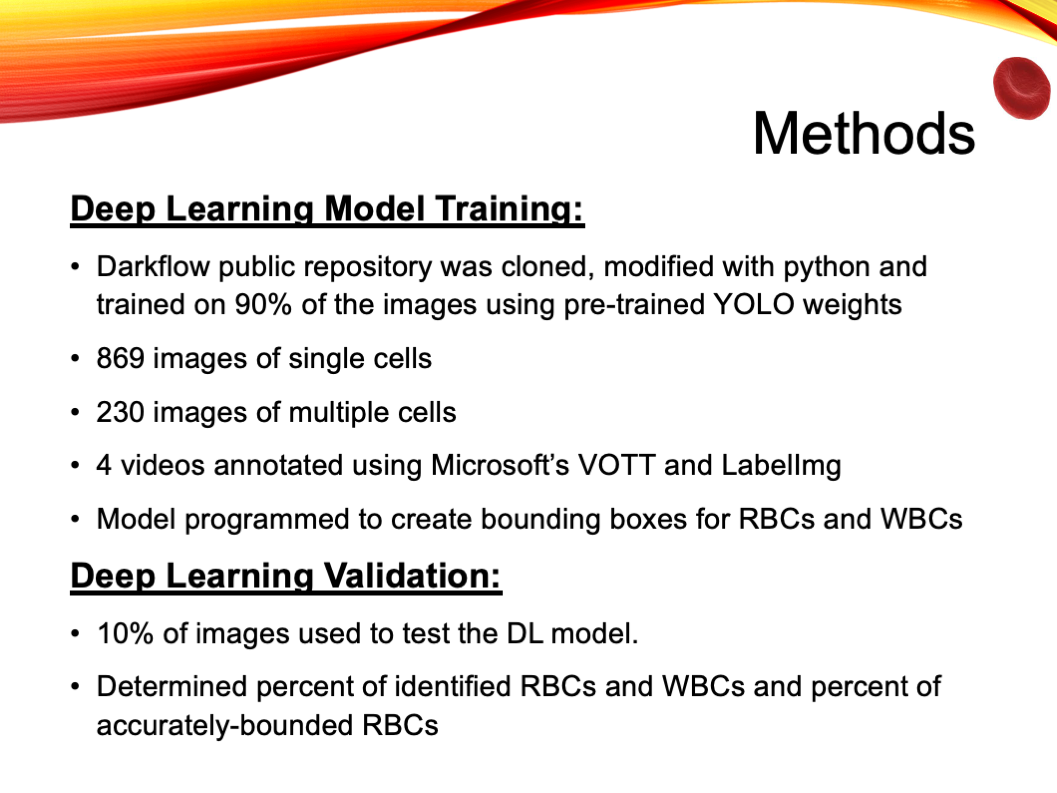 Methods
Deep Learning Model Training:
• Darkflow public repository was cloned, modified with python and
trained on 90% of the images using pre-trained YOLO weights
• 869 images of single cells
• 230 images of multiple cells
• 4 videos annotated using Microsoft’s VOTT and LabelImg
• Model programmed to create bounding boxes for RBCs and WBCs
Deep Learning Validation:
• 10% of images used to test the DL model.
• Determined percent of identified RBCs and WBCs and percent of
accurately-bounded RBCs